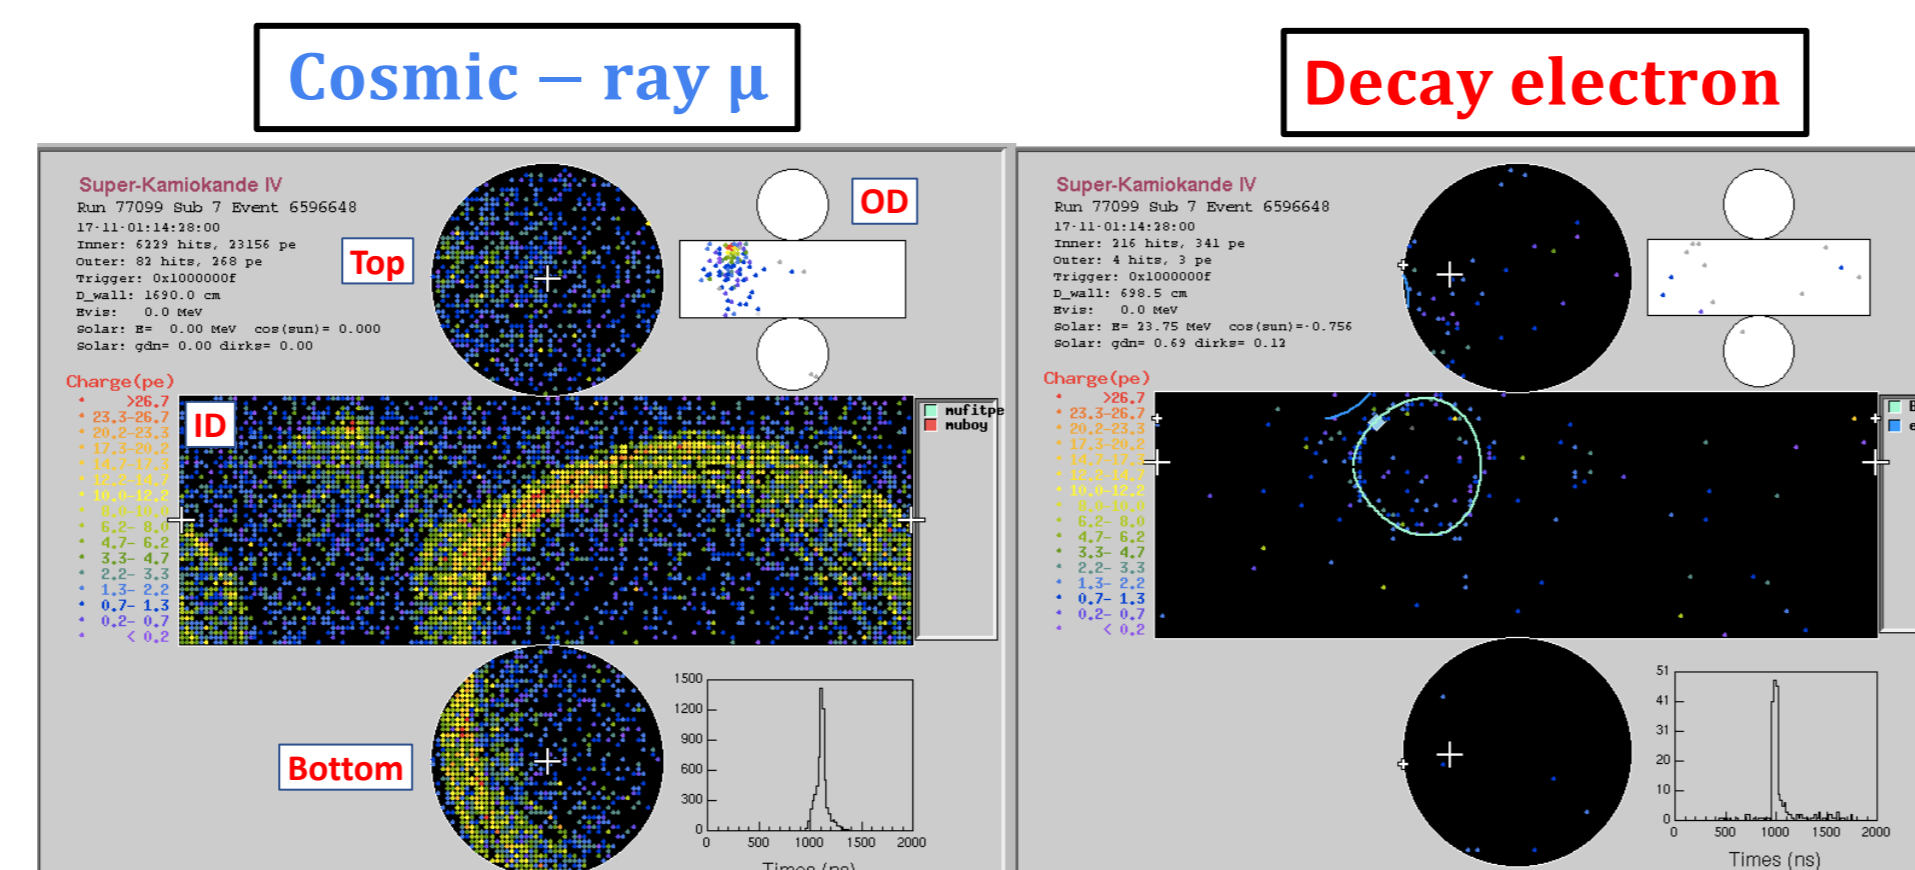 Cosmic – ray μ
Decay electron
Super-Kamiokande IV
Run 77099 Sub 7 Event 6596648
17-11-01:14:28:00
Inner: 6229 hits, 23156 pe
Outer: 82 hits, 268 pe
Trigger: 0x1000000f
D_wall: 1690.0 cm
Evis: 0.0 MeV
Solar: E= 0.00 MeV cos(sun)= 0.000
Solar: gdn= 0.00 dirks= 0.00
Top
OD
Charge(pe)
>26.7
23.3-26.7
20.2-23.3
17.3-20.2
14.7-17.3
12.2-14.7
10.0-12.2
8.0-10.0
6.2- 8.0
4.7- 6.2
3.3- 4.7
2.2- 3.3
1.3- 2.2
0.7- 1.3
0.2- 0.7
< 0.2
ID
mufitpe
muboy
Bottom
1500
1200
900
600
300
0
0 500 1000 1500 2000
Times (ns)
Super-Kamiokande IV
Run 77099 Sub 7 Event 6596648
17-11-01:14:28:00
Inner: 216 hits, 341 pe
Outer: 4 hits, 3 pe
Trigger: 0x1000000f
D_wall: 698.5 cm
Evis: 0.0 MeV
Solar: E= 23.75 MeV cos(sun)=-0.756
Solar: gdn= 0.69 dirks= 0.12
Charge(pe)
>26.7
23.3-26.7
20.2-23.3
17.3-20.2
14.7-17.3
12.2-14.7
10.0-12.2
8.0-10.0
6.2- 8.0
4.7- 6.2
3.3- 4.7
2.2- 3.3
1.3- 2.2
0.7- 1.3
0.2- 0.7
< 0.2
51
41
31
20
10
0
0 500 1000 1500 2000
Times (ns)